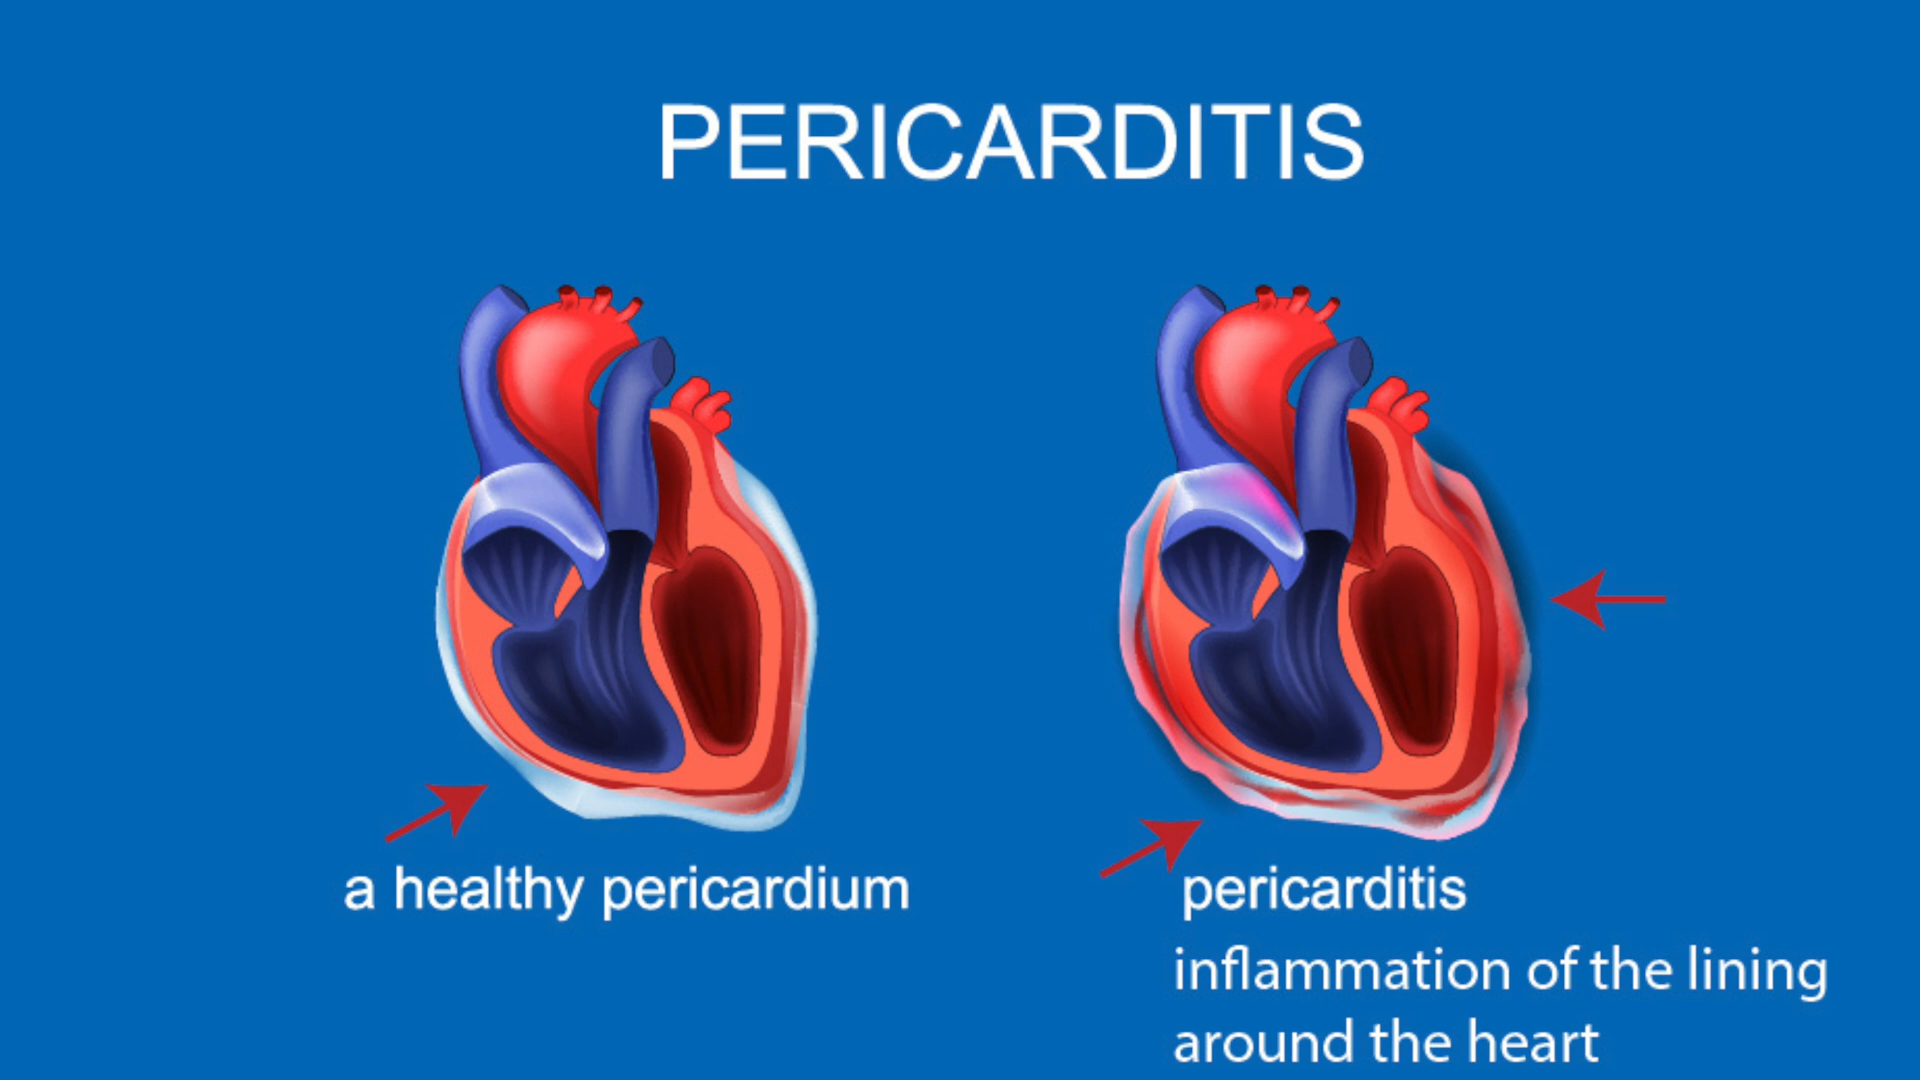 PERICARDITIS
a healthy pericardium
pericarditis
inflammation of the lining
around the heart